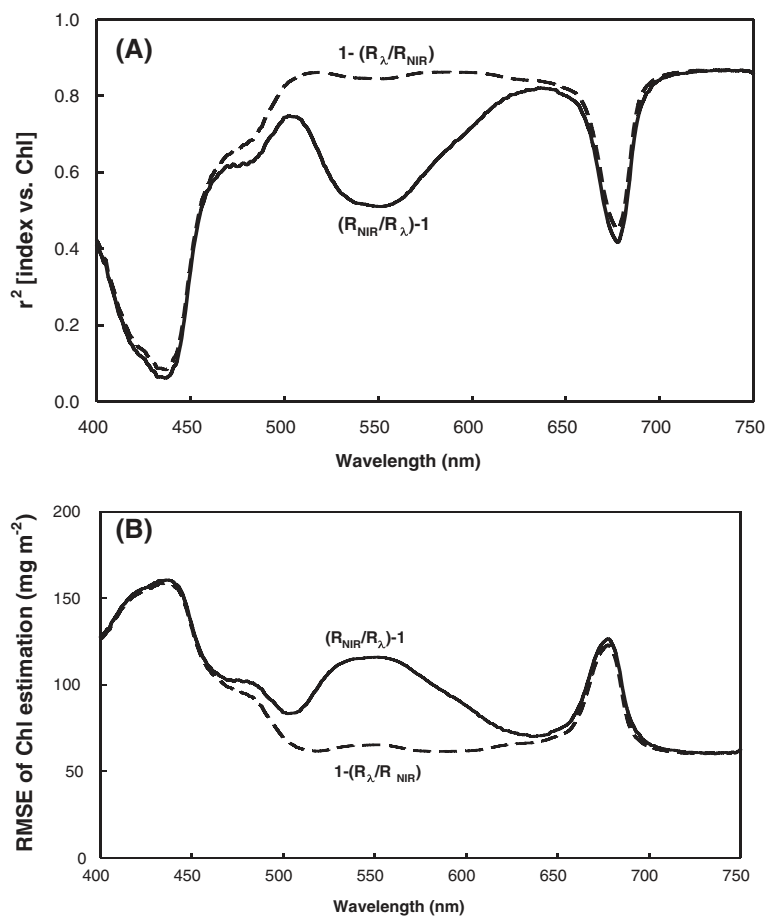 (A)
1.0
0.8
0.6
0.4
0.2
0.0
r² [index vs. Chl]
1- (Rλ/RNIR)
(RNIR/Rλ)-1
400 450 500 550 600 650 700 750
Wavelength (nm)
(B)
200
150
100
50
0
RMSE of Chl estimation (mg m⁻²)
(RNIR/Rλ)-1
1-(Rλ/R NIR)
400 450 500 550 600 650 700 750
Wavelength (nm)